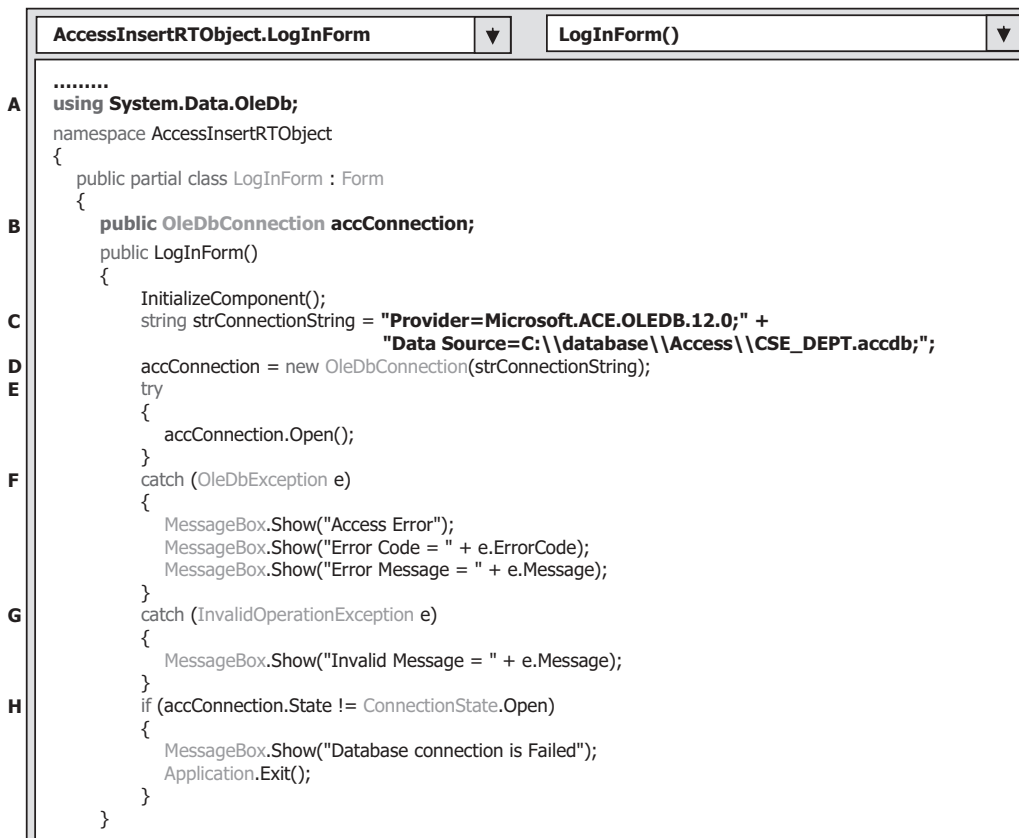 AccessInsertRTObject.LogInForm LogInForm()
.........
A using System.Data.OleDb;
namespace AccessInsertRTObject
{
public partial class LogInForm : Form
{
B public OleDbConnection accConnection;
public LogInForm()
{
InitializeComponent();
C string strConnectionString = "Provider=Microsoft.ACE.OLEDB.12.0;" +
"Data Source=C:\\database\\Access\\CSE_DEPT.accdb;";
D accConnection = new OleDbConnection(strConnectionString);
E try
{
accConnection.Open();
}
F catch (OleDbException e)
{
MessageBox.Show("Access Error");
MessageBox.Show("Error Code = " + e.ErrorCode);
MessageBox.Show("Error Message = " + e.Message);
}
G catch (InvalidOperationException e)
{
MessageBox.Show("Invalid Message = " + e.Message);
}
H if (accConnection.State != ConnectionState.Open)
{
MessageBox.Show("Database connection is Failed");
Application.Exit();
}
}